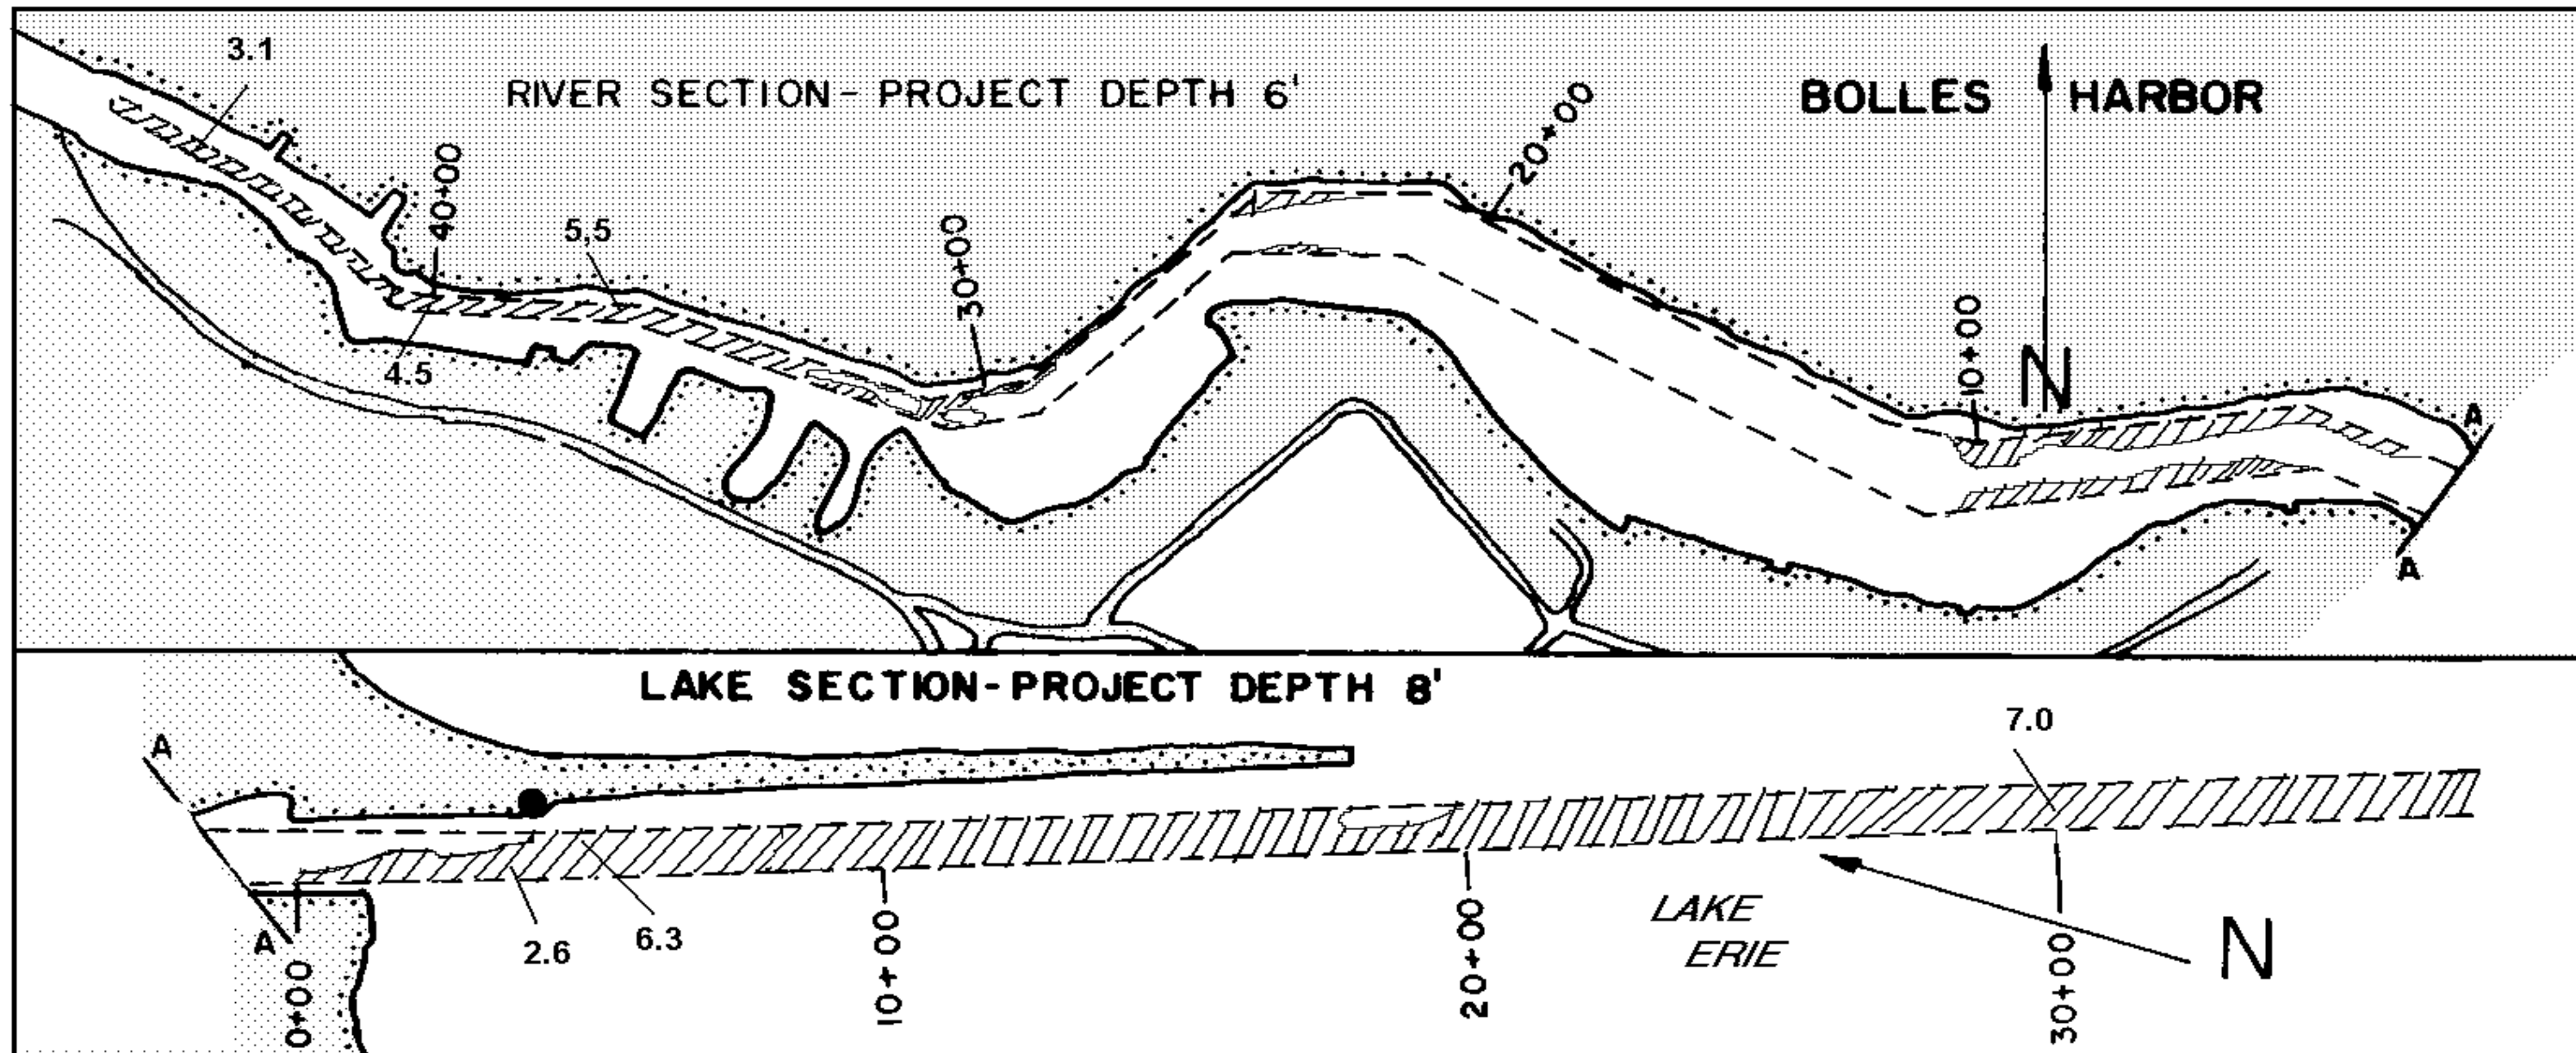 3.1
RIVER SECTION - PROJECT DEPTH 6'
20+00
BOLLES HARBOR
40+00
5,5
30+00
10+00
N
4.5
A
A
LAKE SECTION-PROJECT DEPTH 8'
7.0
A
A
2.6
6.3
LAKE
ERIE
N
0+00
10+00
20+00
30+00